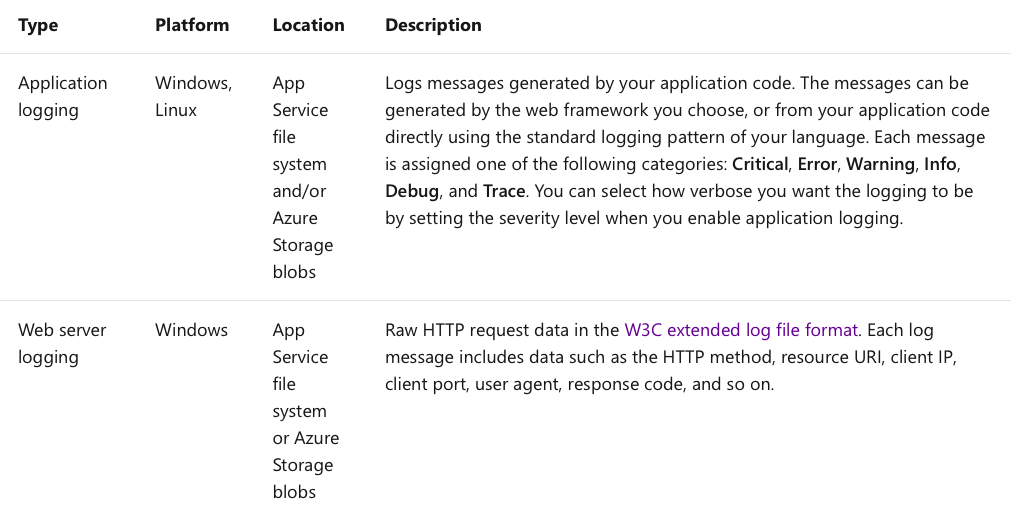 Type Platform Location Description
Application logging
Windows, Linux
App Service file system and/or Azure Storage blobs
Logs messages generated by your application code. The messages can be
generated by the web framework you choose, or from your application code
directly using the standard logging pattern of your language. Each message
is assigned one of the following categories: Critical, Error, Warning, Info,
Debug, and Trace. You can select how verbose you want the logging to be
by setting the severity level when you enable application logging.
Web server logging
Windows
App Service file system or Azure Storage blobs
Raw HTTP request data in the W3C extended log file format. Each log
message includes data such as the HTTP method, resource URI, client IP,
client port, user agent, response code, and so on.